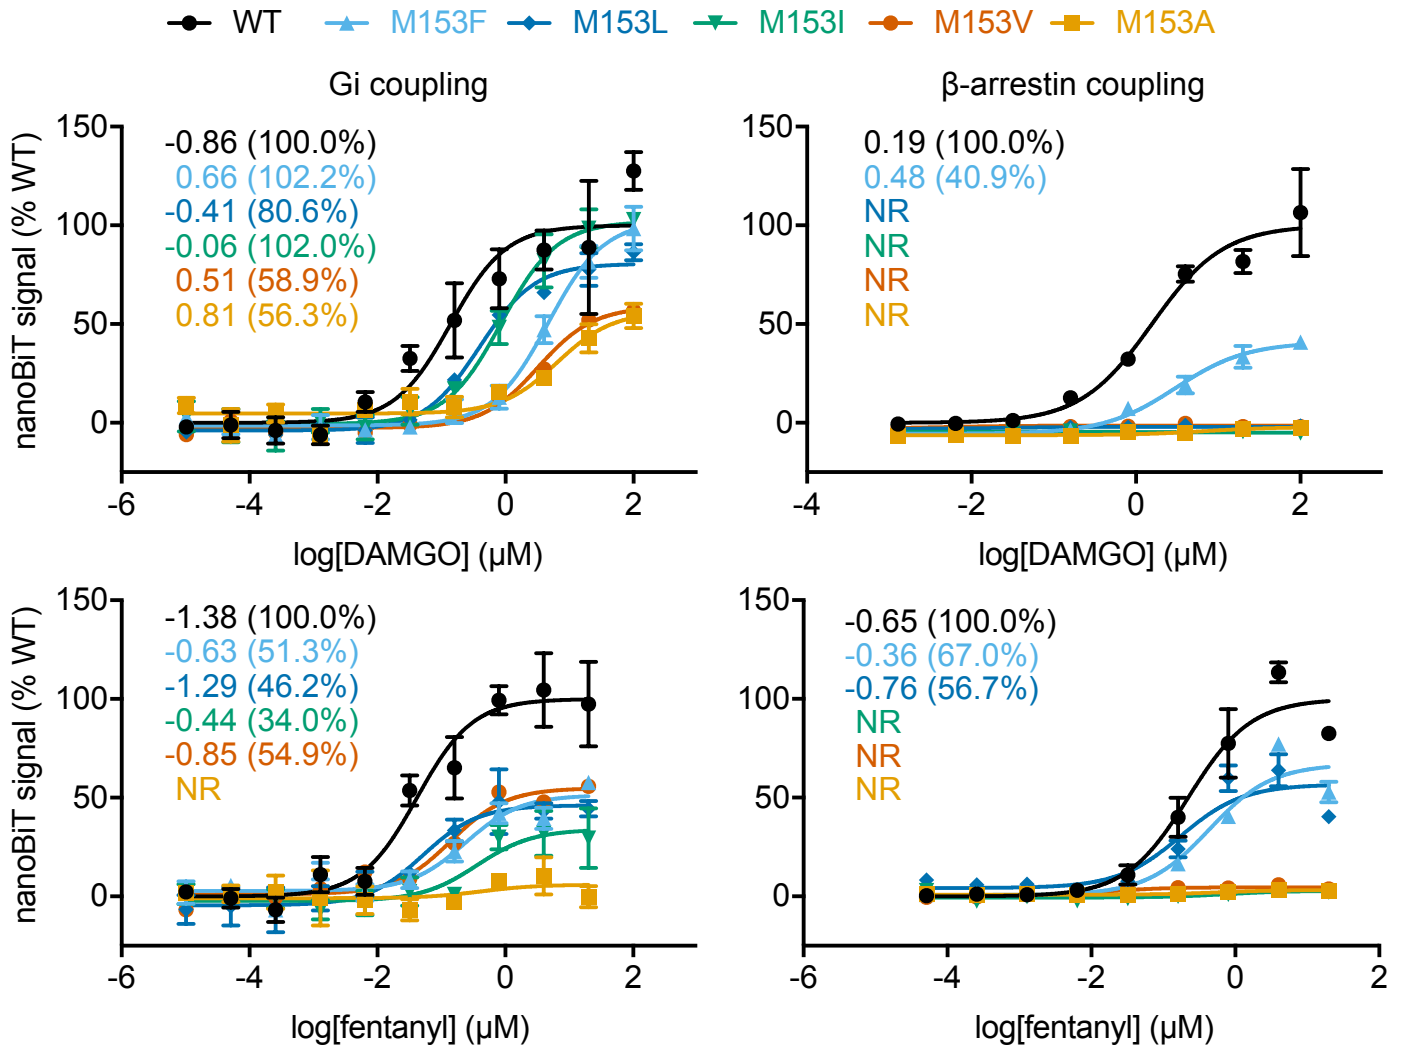 WT M153F M153L M153I M153V M153A
Gi coupling
β-arrestin coupling
nanoBiT signal (% WT)
150
100
50
0
-0.86 (100.0%)
0.66 (102.2%)
-0.41 (80.6%)
-0.06 (102.0%)
0.51 (58.9%)
0.81 (56.3%)
-6 -4 -2 0 2
log[DAMGO] (µM)
150
100
50
0
0.19 (100.0%)
0.48 (40.9%)
NR
NR
NR
NR
-4 -2 0 2
log[DAMGO] (µM)
nanoBiT signal (% WT)
150
100
50
0
-1.38 (100.0%)
-0.63 (51.3%)
-1.29 (46.2%)
-0.44 (34.0%)
-0.85 (54.9%)
NR
-6 -4 -2 0 2
log[fentanyl] (µM)
150
100
50
0
-0.65 (100.0%)
-0.36 (67.0%)
-0.76 (56.7%)
NR
NR
NR
-6 -4 -2 0 2
log[fentanyl] (µM)